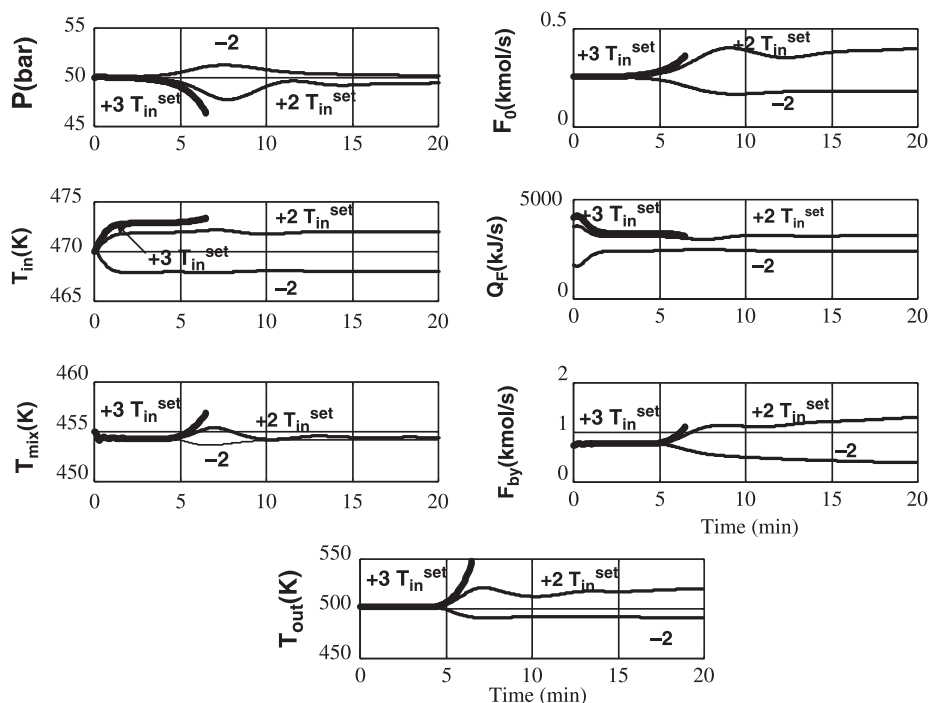 P(bar)
55
50
45
−2
+3 T_in^set
+2 T_in^set
0 5 10 15 20
F_0(kmol/s)
0.5
0
+3 T_in^set
+2 T_in^set
−2
0 5 10 15 20
T_in(K)
475
470
465
+2 T_in^set
+3 T_in^set
−2
0 5 10 15 20
Q_F(kJ/s)
5000
0
+3 T_in^set
+2 T_in^set
−2
0 5 10 15 20
T_mix(K)
460
455
450
+3 T_in^set
+2 T_in^set
−2
0 5 10 15 20
F_by(kmol/s)
2
1
0
+3 T_in^set
+2 T_in^set
−2
0 5 10 15 20
Time (min)
T_out(K)
550
500
450
+3 T_in^set
+2 T_in^set
−2
0 5 10 15 20
Time (min)